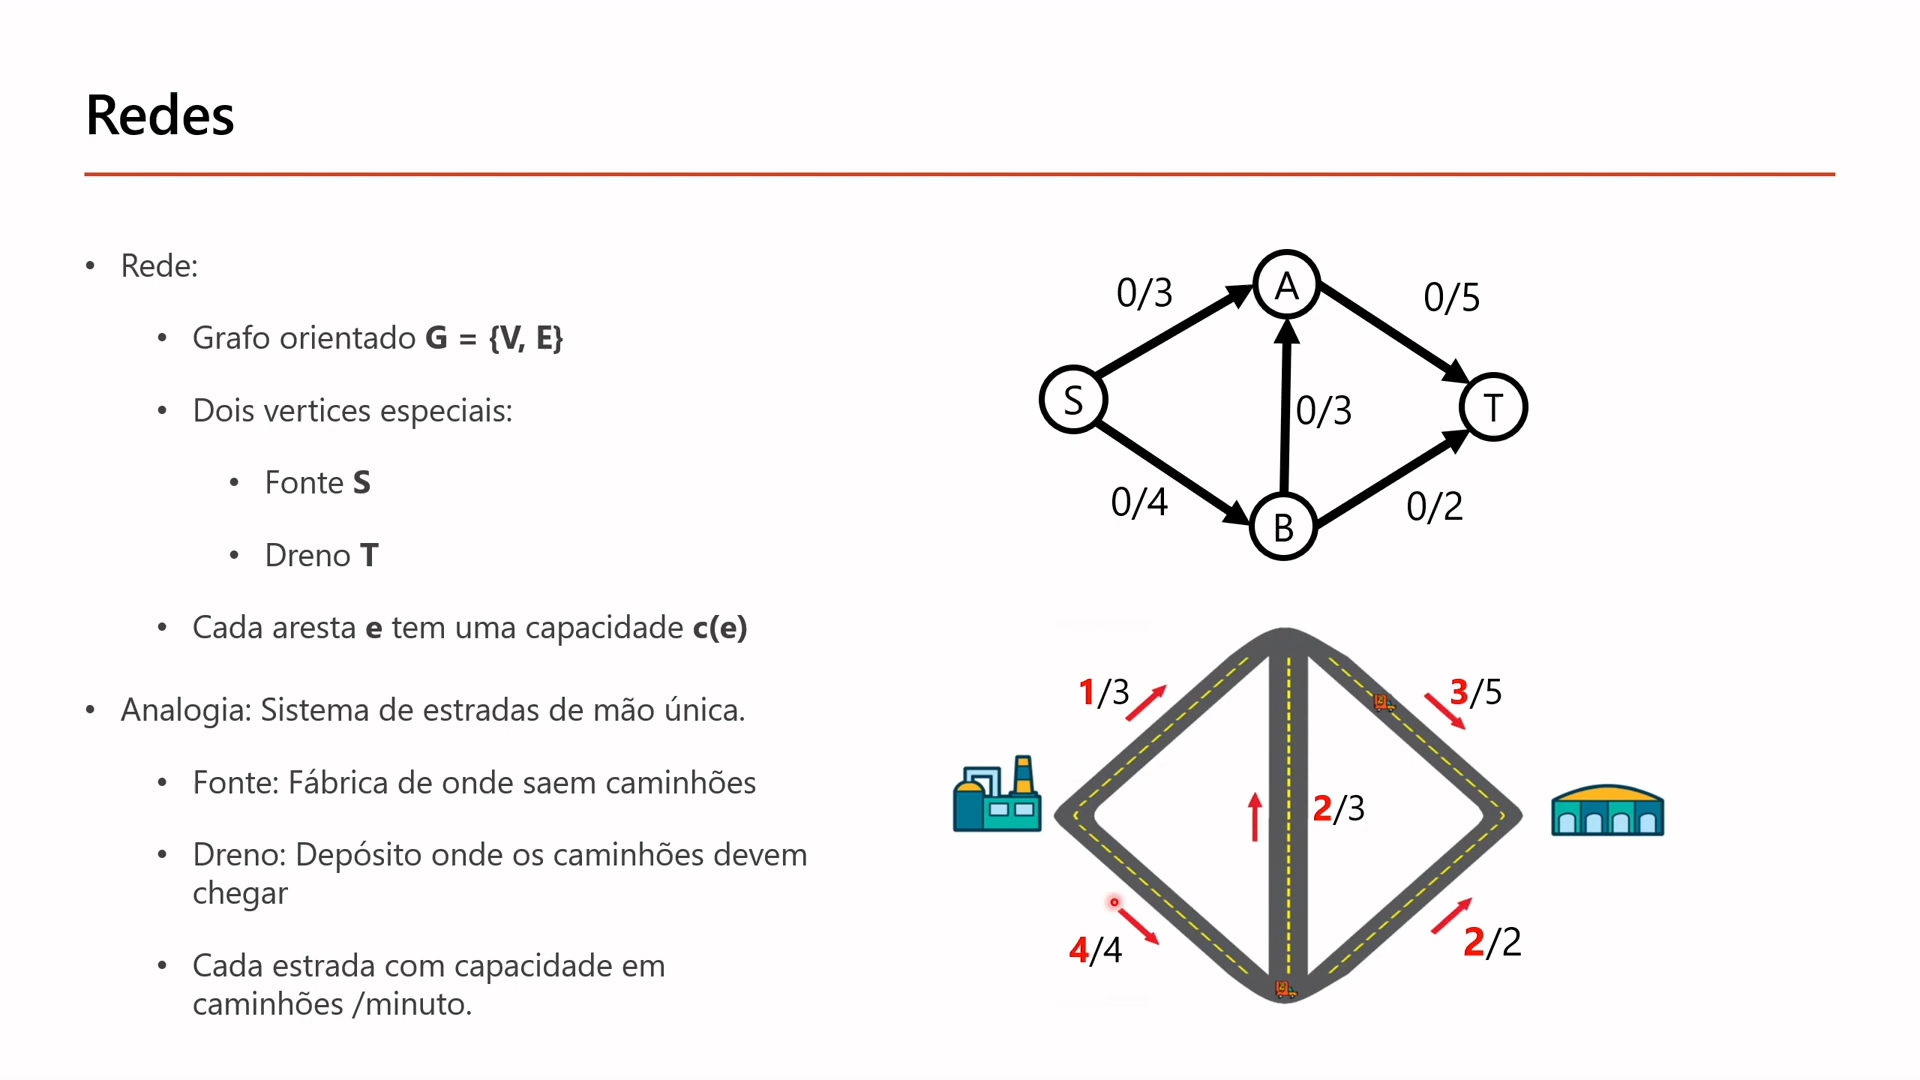 Redes
• Rede:
• Grafo orientado G = {V, E}
• Dois vertices especiais:
• Fonte S
• Dreno T
• Cada aresta e tem uma capacidade c(e)
• Analogia: Sistema de estradas de mão única.
• Fonte: Fábrica de onde saem caminhões
• Dreno: Depósito onde os caminhões devem
chegar
• Cada estrada com capacidade em
caminhões /minuto.
A
0/3
0/5
S
0/3
T
0/4
0/2
B
1/3
3/5
2/3
4/4
2/2